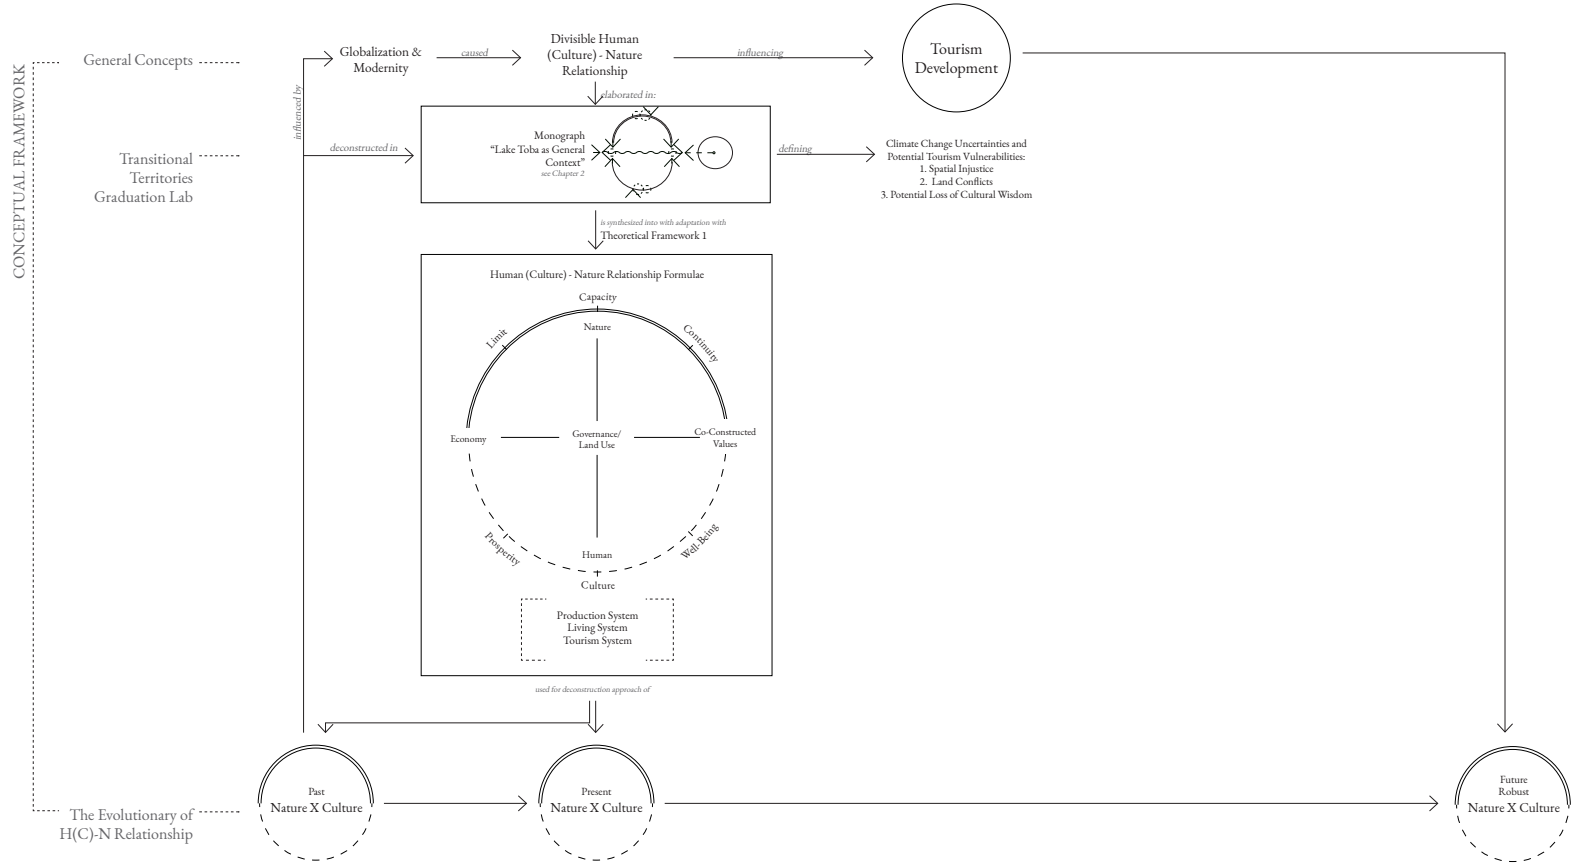 CONCEPTUAL FRAMEWORK
General Concepts
influenced by
Globalization &
Modernity
caused
Divisible Human
(Culture) - Nature
Relationship
influencing
Tourism
Development
elaborated in:
Transitional
Territories
Graduation Lab
deconstructed in
Monograph
“Lake Toba as General
Context”
see Chapter 2
defining
Climate Change Uncertainties and
Potential Tourism Vulnerabilities:
1. Spatial Injustice
2. Land Conflicts
3. Potential Loss of Cultural Wisdom
is synthesized into with adaptation with
Theoretical Framework 1
Human (Culture) - Nature Relationship Formulae
Capacity
Nature
Limit
Continuity
Economy
Governance/
Land Use
Co-Constructed
Values
Prosperity
Well-Being
Human
Culture
Production System
Living System
Tourism System
used for deconstruction approach of
The Evolutionary of
H(C)-N Relationship
Past
Nature X Culture
Present
Nature X Culture
Future
Robust
Nature X Culture